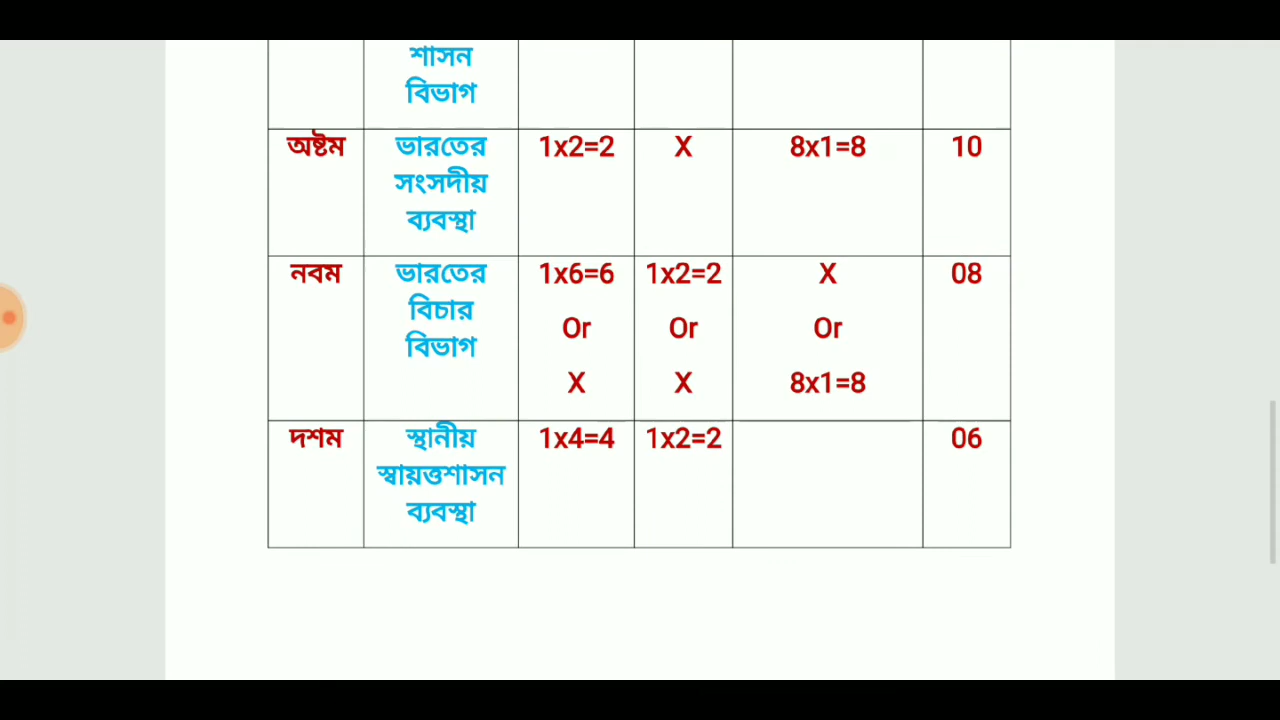 শাসন
বিভাগ
অষ্টম ভারতের 1x2=2 X 8x1=8 10
সংসদীয়
ব্যবস্থা
নবম ভারতের 1x6=6 1x2=2 X 08
বিচার Or Or Or
বিভাগ
X X 8x1=8
দশম স্থানীয় 1x4=4 1x2=2 06
স্বায়ত্তশাসন
ব্যবস্থা